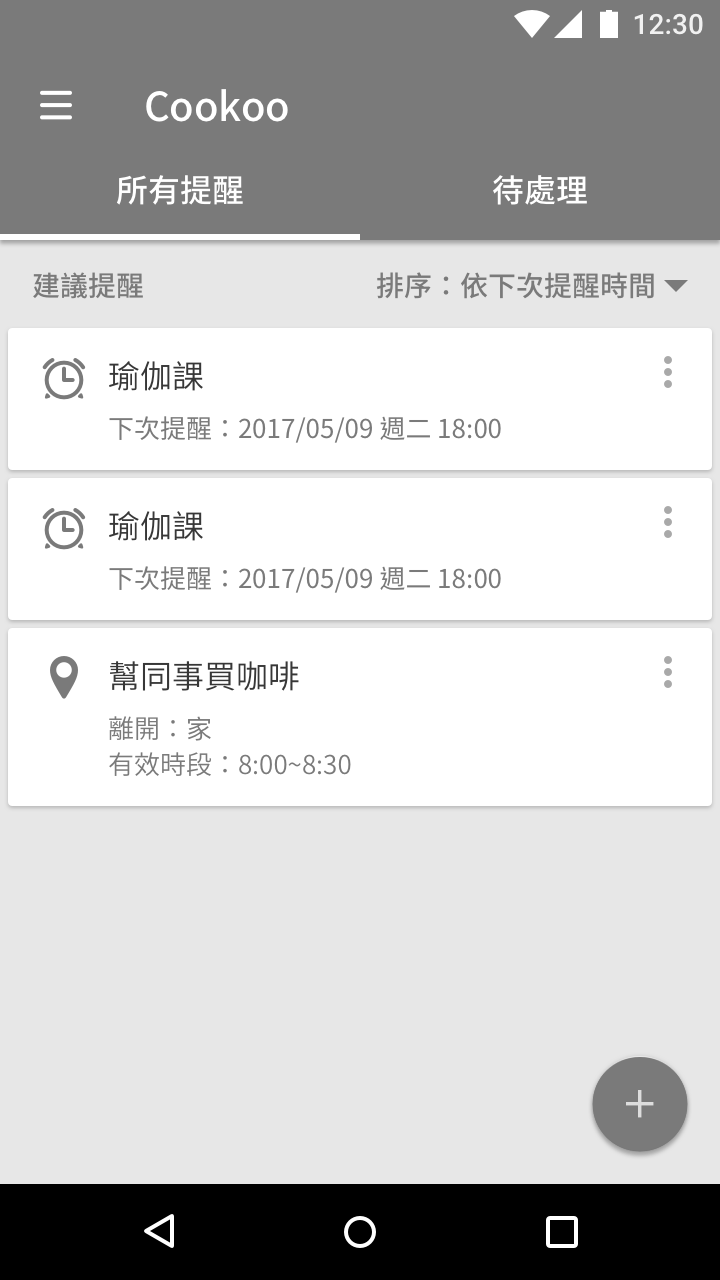 12:30
Cookoo
所有提醒
待處理
建議提醒
排序：依下次提醒時間
瑜伽課
下次提醒：2017/05/09 週二 18:00
瑜伽課
下次提醒：2017/05/09 週二 18:00
幫同事買咖啡
離開：家
有效時段：8:00~8:30